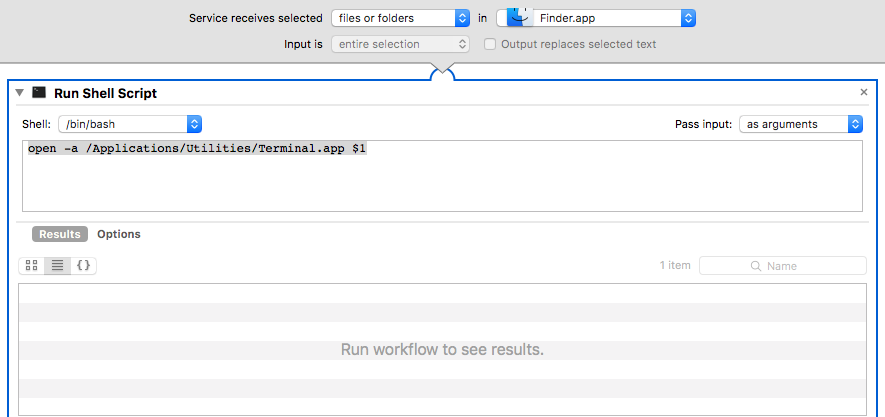 Service receives selected files or folders in Finder.app
Input is entire selection Output replaces selected text
Run Shell Script
Shell: /bin/bash Pass input: as arguments
open -a /Applications/Utilities/Terminal.app $1
Results Options
1 item Name
Run workflow to see results.